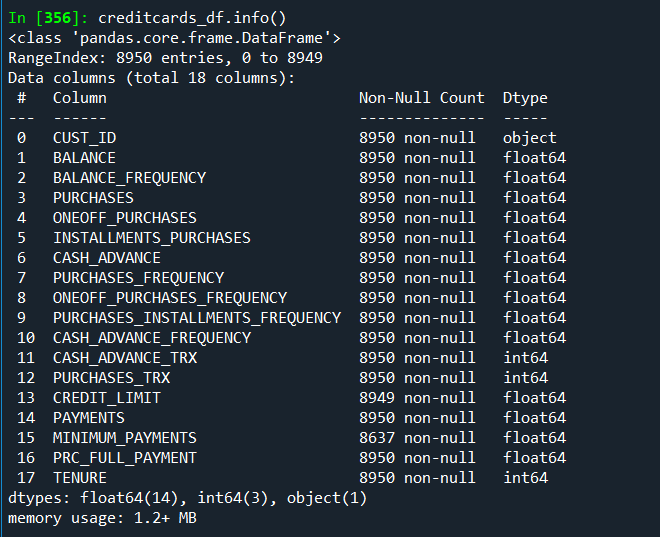 In [356]: creditcards_df.info()
<class 'pandas.core.frame.DataFrame'>
RangeIndex: 8950 entries, 0 to 8949
Data columns (total 18 columns):
 #   Column                            Non-Null Count  Dtype
---  ------                            --------------  -----
 0   CUST_ID                           8950 non-null   object
 1   BALANCE                           8950 non-null   float64
 2   BALANCE_FREQUENCY                 8950 non-null   float64
 3   PURCHASES                         8950 non-null   float64
 4   ONEOFF_PURCHASES                  8950 non-null   float64
 5   INSTALLMENTS_PURCHASES            8950 non-null   float64
 6   CASH_ADVANCE                      8950 non-null   float64
 7   PURCHASES_FREQUENCY               8950 non-null   float64
 8   ONEOFF_PURCHASES_FREQUENCY        8950 non-null   float64
 9   PURCHASES_INSTALLMENTS_FREQUENCY  8950 non-null   float64
 10  CASH_ADVANCE_FREQUENCY            8950 non-null   float64
 11  CASH_ADVANCE_TRX                  8950 non-null   int64
 12  PURCHASES_TRX                     8950 non-null   int64
 13  CREDIT_LIMIT                      8949 non-null   float64
 14  PAYMENTS                          8950 non-null   float64
 15  MINIMUM_PAYMENTS                  8637 non-null   float64
 16  PRC_FULL_PAYMENT                  8950 non-null   float64
 17  TENURE                            8950 non-null   int64
dtypes: float64(14), int64(3), object(1)
memory usage: 1.2+ MB